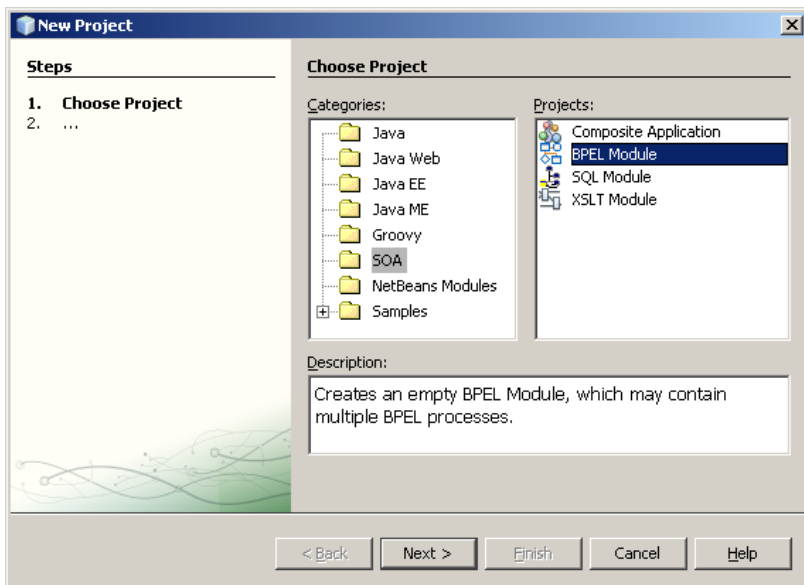 New Project
Steps
1. Choose Project
2. ...
Choose Project
Categories:
Java
Java Web
Java EE
Java ME
Groovy
SOA
NetBeans Modules
Samples
Projects:
Composite Application
BPEL Module
SQL Module
XSLT Module
Description:
Creates an empty BPEL Module, which may contain
multiple BPEL processes.
< Back
Next >
Finish
Cancel
Help